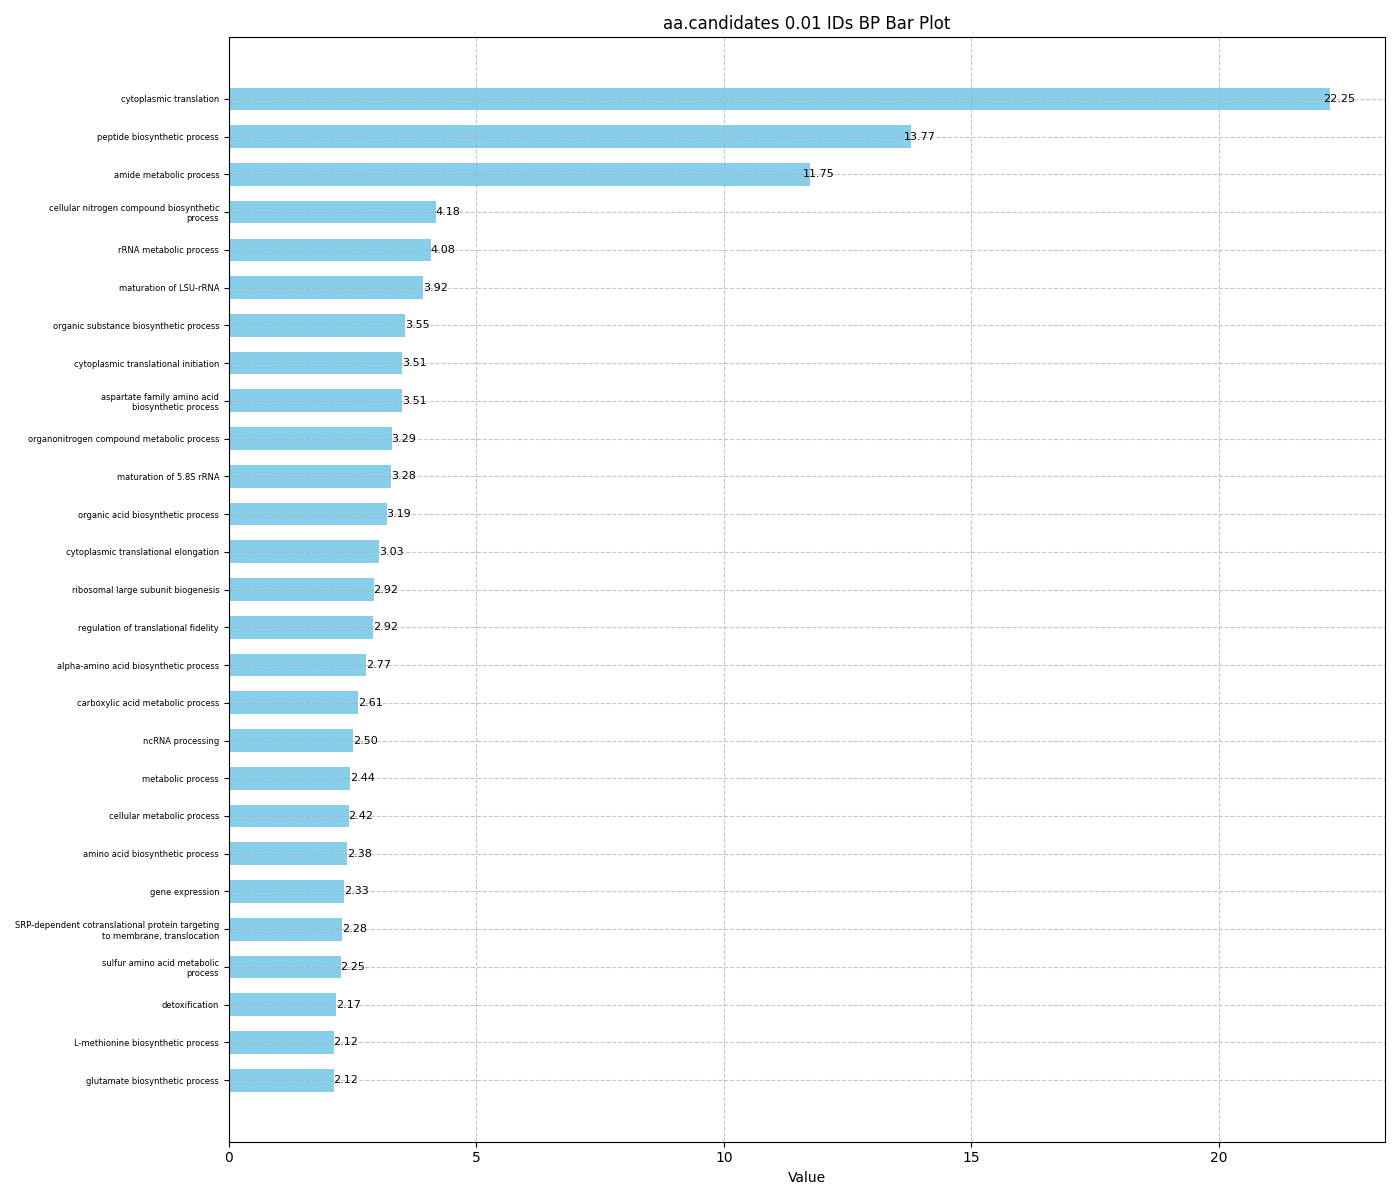 aa.candidates 0.01 IDs BP Bar Plot
cytoplasmic translation
22.25
peptide biosynthetic process
13.77
amide metabolic process
11.75
cellular nitrogen compound biosynthetic
process
4.18
rRNA metabolic process
4.08
maturation of LSU-rRNA
3.92
organic substance biosynthetic process
3.55
cytoplasmic translational initiation
3.51
aspartate family amino acid
biosynthetic process
3.51
organonitrogen compound metabolic process
3.29
maturation of 5.8S rRNA
3.28
organic acid biosynthetic process
3.19
cytoplasmic translational elongation
3.03
ribosomal large subunit biogenesis
2.92
regulation of translational fidelity
2.92
alpha-amino acid biosynthetic process
2.77
carboxylic acid metabolic process
2.61
ncRNA processing
2.50
metabolic process
2.44
cellular metabolic process
2.42
amino acid biosynthetic process
2.38
gene expression
2.33
SRP-dependent cotranslational protein targeting
to membrane, translocation
2.28
sulfur amino acid metabolic
process
2.25
detoxification
2.17
L-methionine biosynthetic process
2.12
glutamate biosynthetic process
2.12
0 5 10 15 20
Value